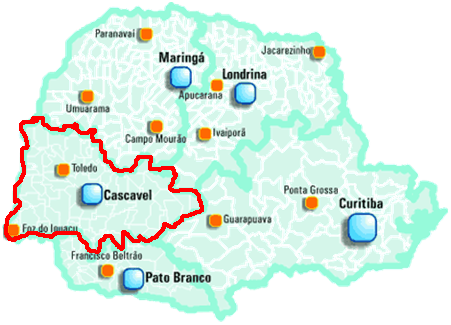 Paranavaí
Maringá
Jacarezinho
Londrina
Apucarana
Umuarama
Campo Mourão
Ivaiporã
Toledo
Cascavel
Ponta Grossa
Curitiba
Guarapuava
Foz do Iguaçu
Francisco Beltrão
Pato Branco